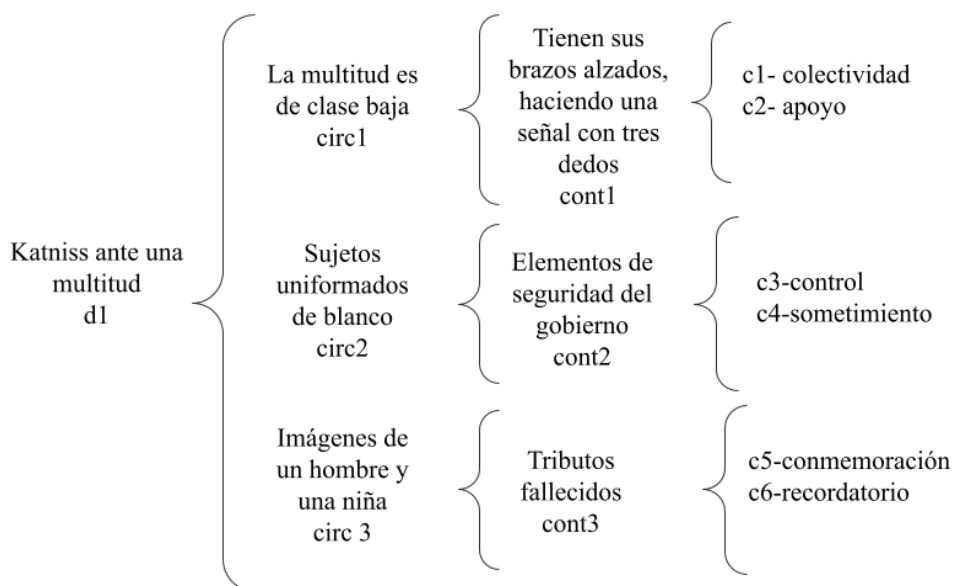 Katniss ante una
multitud
d1
La multitud es
de clase baja
circ1
Tienen sus
brazos alzados,
haciendo una
señal con tres
dedos
cont1
c1- colectividad
c2- apoyo
Sujetos
uniformados
de blanco
circ2
Elementos de
seguridad del
gobierno
cont2
c3-control
c4-sometimiento
Imágenes de
un hombre y
una niña
circ 3
Tributos
fallecidos
cont3
c5-conmemoración
c6-recordatorio